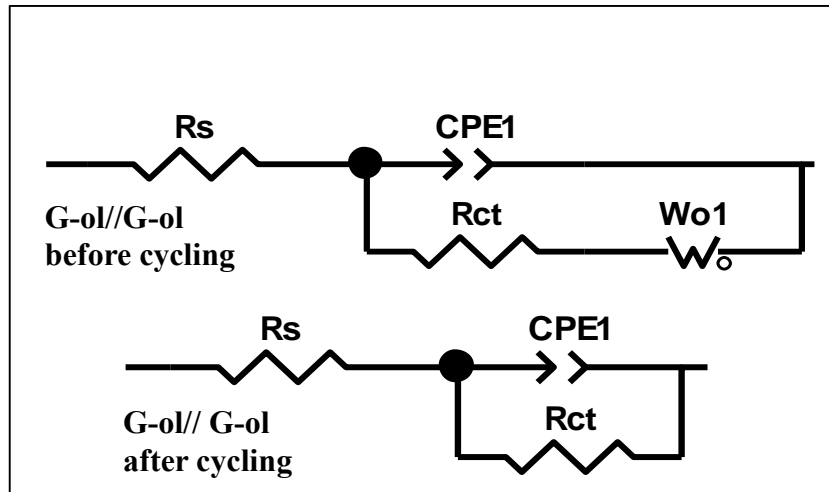 Rs
CPE1
G-ol//G-ol
before cycling
Rct
Wo1
Rs
CPE1
G-ol// G-ol
after cycling
Rct